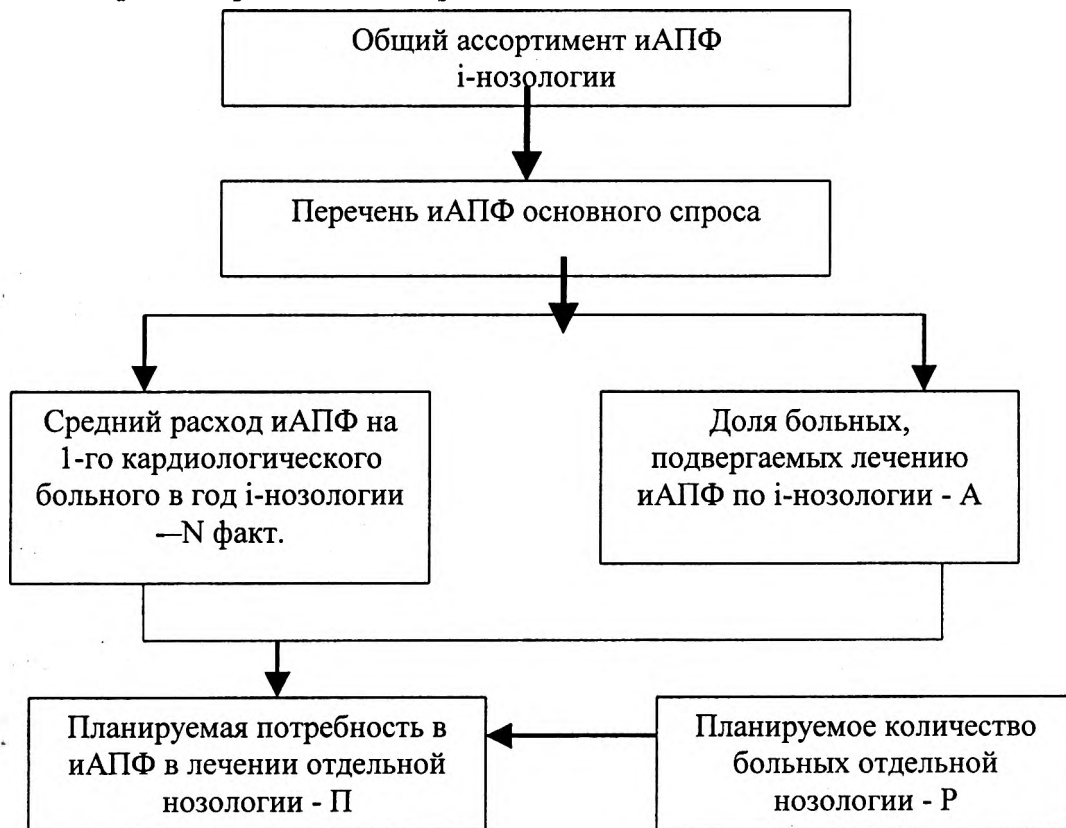 Общий ассортимент иАПФ
i-нозологии
Перечень иАПФ основного спроса
Средний расход иАПФ на
1-го кардиологического
больного в год i-нозологии
—N факт.
Доля больных,
подвергаемых лечению
иАПФ по i-нозологии - А
Планируемая потребность в
иАПФ в лечении отдельной
нозологии - П
Планируемое количество
больных отдельной
нозологии - Р